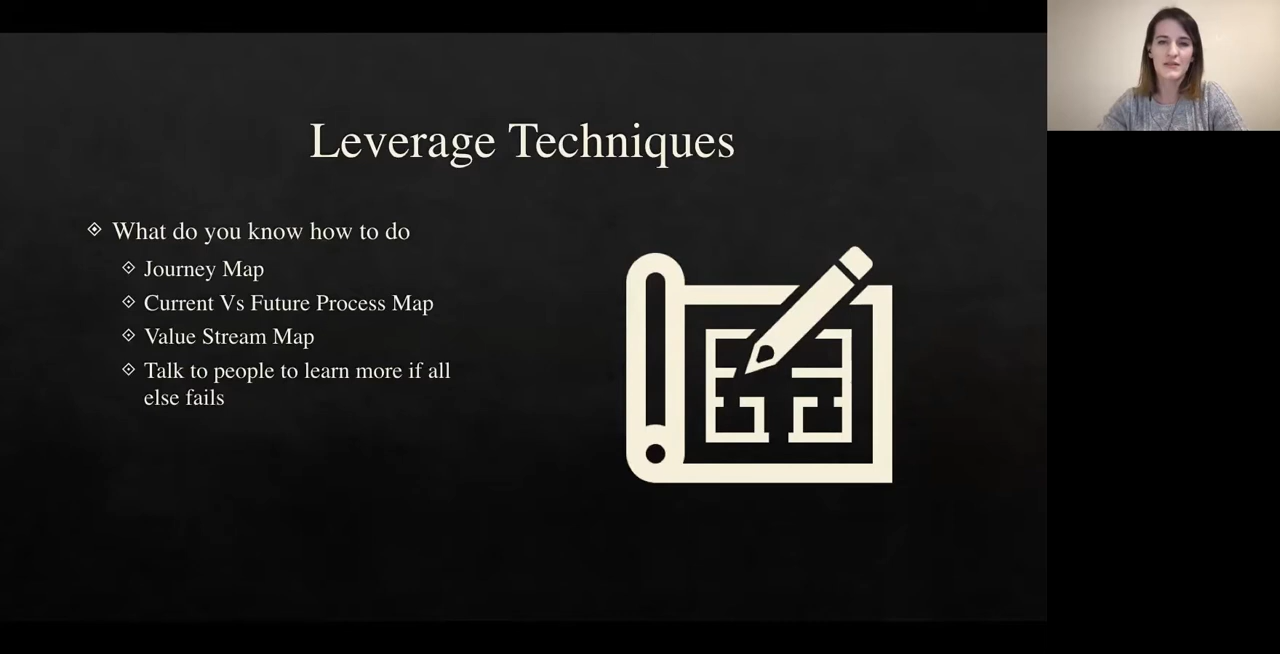 Leverage Techniques
What do you know how to do
Journey Map
Current Vs Future Process Map
Value Stream Map
Talk to people to learn more if all
else fails